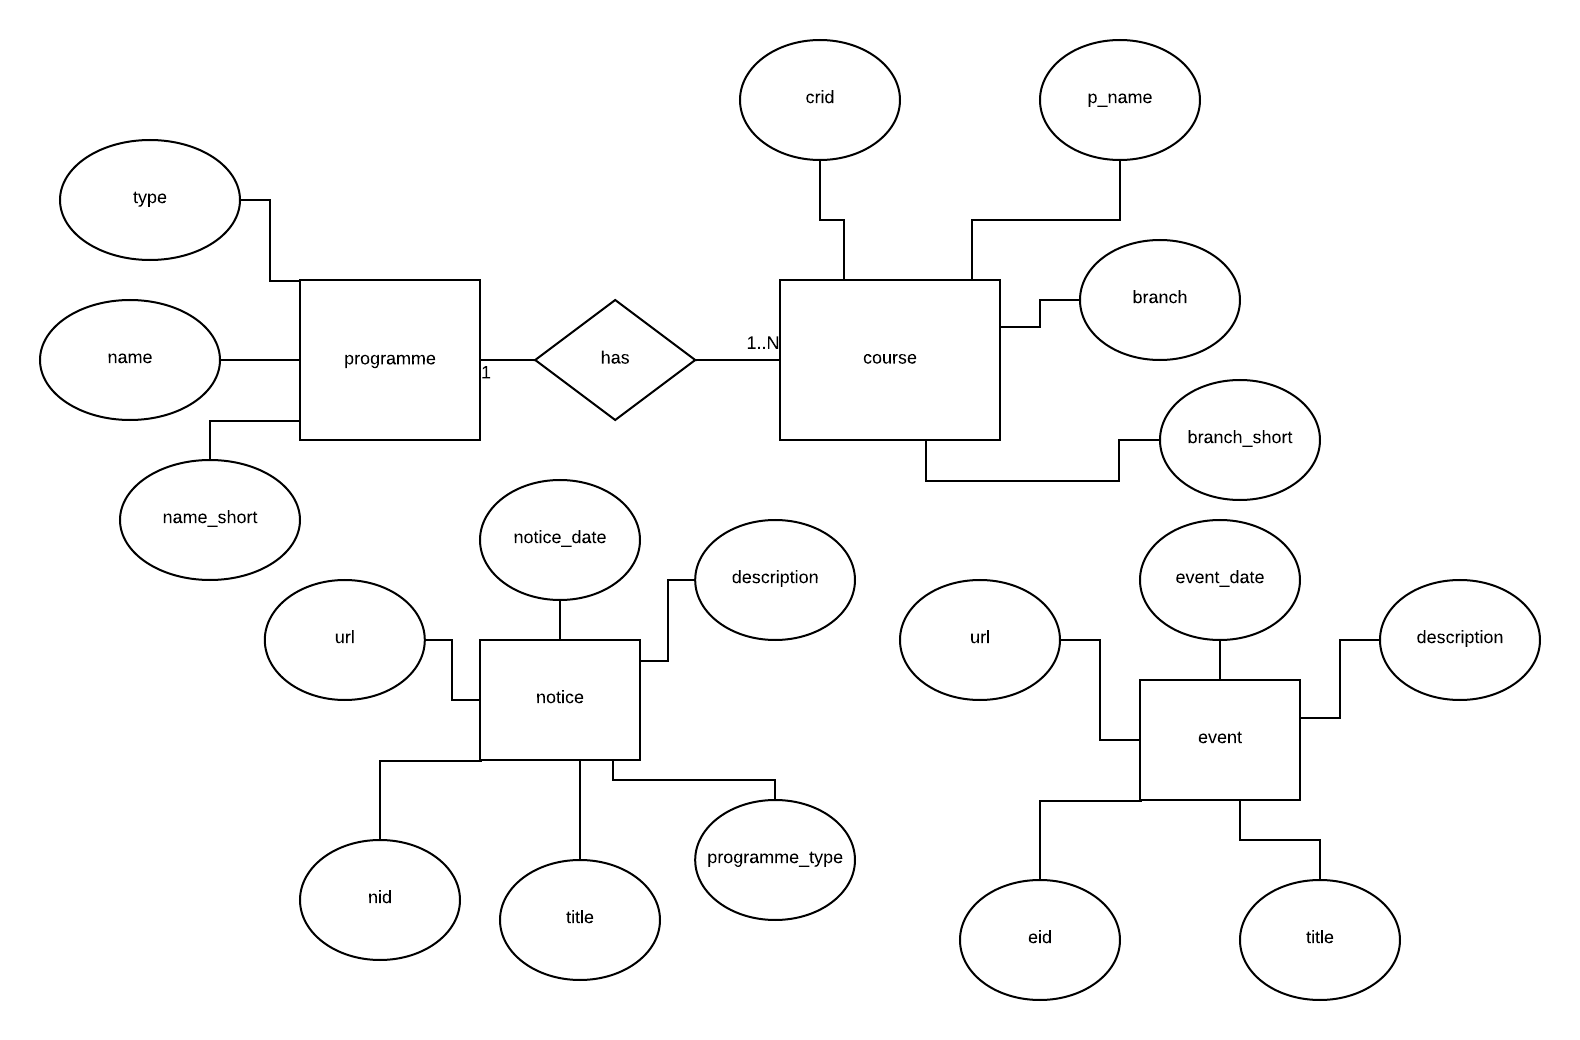 crid
p_name
type
branch
1..N
programme
has
course
name
1
branch_short
name_short
notice_date
description
event_date
url
url
description
notice
event
programme_type
nid
title
eid
title